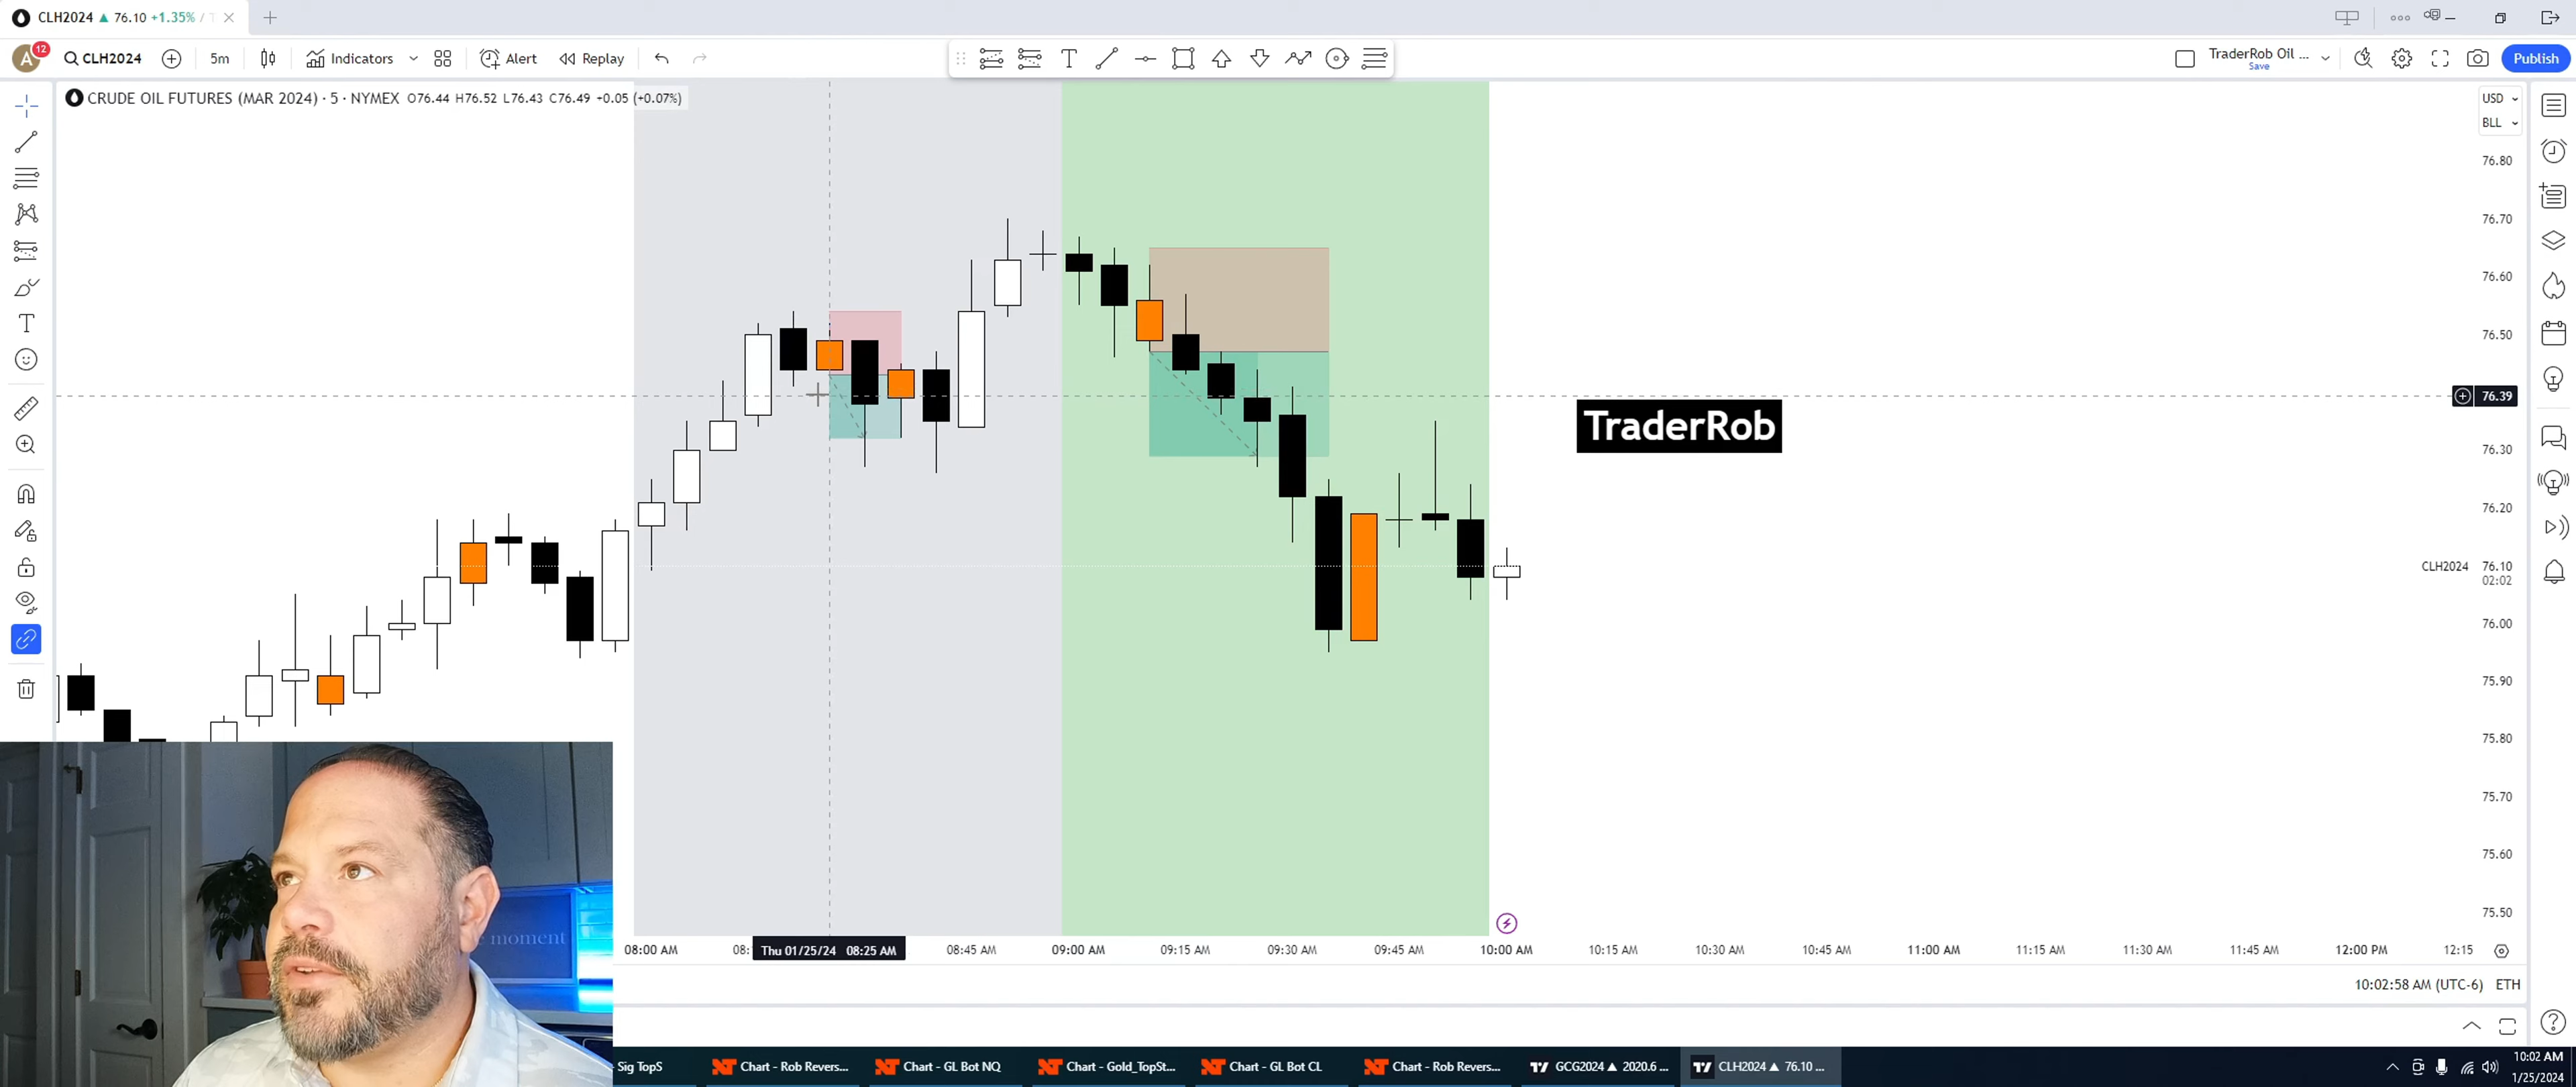 CLH2024 ▲ 76.10 +1.35% / T
A 12 CLH2024 5m Indicators Alert Replay TraderRob Oil ... Save Publish
CRUDE OIL FUTURES (MAR 2024) · 5 · NYMEX O76.44 H76.52 L76.43 C76.49 +0.05 (+0.07%)
USD
BLL
76.80
76.70
76.60
76.50
76.39
TraderRob
76.30
76.20
CLH2024 76.10
02:02
76.00
75.90
75.80
75.70
75.60
75.50
moment
08:00 AM 08: Thu 01/25/24 08:25 AM 08:45 AM 09:00 AM 09:15 AM 09:30 AM 09:45 AM 10:00 AM 10:15 AM 10:30 AM 10:45 AM 11:00 AM 11:15 AM 11:30 AM 11:45 AM 12:00 PM 12:15
10:02:58 AM (UTC-6) ETH
Sig TopS Chart - Rob Revers... Chart - GL Bot NQ Chart - Gold_TopSt... Chart - GL Bot CL Chart - Rob Revers... GCG2024 ▲ 2020.6 ... CLH2024 ▲ 76.10 ...
10:02 AM
1/25/2024